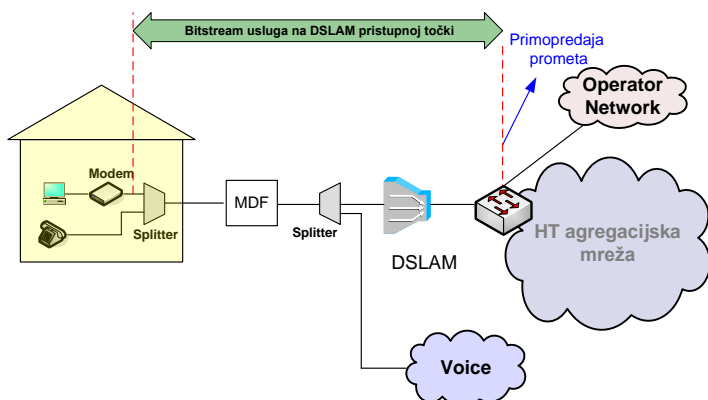 Bitstream usluga na DSLAM pristupnoj točki
Primopredaja
prometa
Operator
Network
Modem
Splitter
MDF
Splitter
DSLAM
HT agregacijska
mreža
Voice